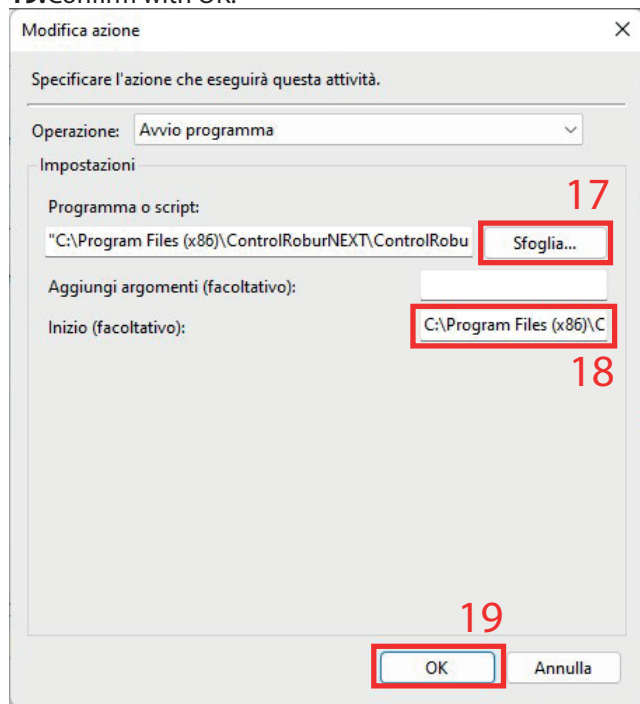 19. Confirm with OK.
Modifica azione
Specificare l'azione che eseguirà questa attività.
Operazione: Avvio programma
Impostazioni
17
Programma o script:
"C:\Program Files (x86)\ControlRoburNEXT\ControlRobu Sfoglia...
Aggiungi argomenti (facoltativo):
Inizio (facoltativo): C:\Program Files (x86)\C
18
19
OK Annulla